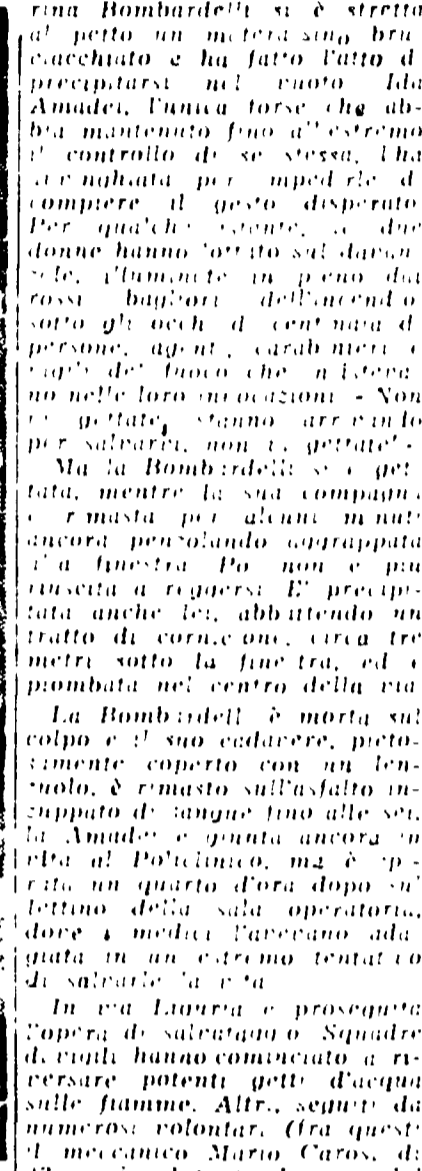 rina Bombardelli si è stretta
al petto un materassino bru
ciacchiato e ha fatto l'atto d
precipitarsi nel vuoto Ida
Amadei, l'unica forse che ab-
bia mantenuto fino all'estremo
il controllo di se stessa, l'ha
per impedirle d
compiere il gesto disperato
Per qualche istante, le due
donne hanno lottato sul davan
zale, illuminate in pieno dai
rossi bagliori dell'incendio
sotto gli occhi di centinaia d
persone, agenti, carabinieri e
vigili del fuoco che insisteva
no nelle loro invocazioni - Non
vi gettate, stanno arrivando
per salvarvi, non vi gettate! -
Ma la Bombardelli si è get
tata, mentre la sua compagna
è rimasta per alcuni minuti
ancora penzolando aggrappata
alla finestra Poi non è più
riuscita a reggersi E' precipi-
tata anche lei, abbattendo un
tratto di cornicione, circa tre
metri sotto la finestra, ed è
piombata nel centro della via
La Bombardelli è morta sul
colpo e il suo cadavere, pieto-
samente coperto con un len-
zuolo, è rimasto sull'asfalto in-
zuppato di sangue fino alle sei,
la Amadei è giunta ancora in
vita al Policlinico, ma è spi-
rata un quarto d'ora dopo sul
lettino della sala operatoria,
dove i medici l'avevano ada
giata in un estremo tentativo
di salvarle la vita
In via Liguria è proseguita
l'opera di salvataggio Squadre
di vigili hanno cominciato a ri-
versare potenti getti d'acqua
sulle fiamme. Altri, seguiti da
numerosi volontari (fra questi
il meccanico Mario Caros, di